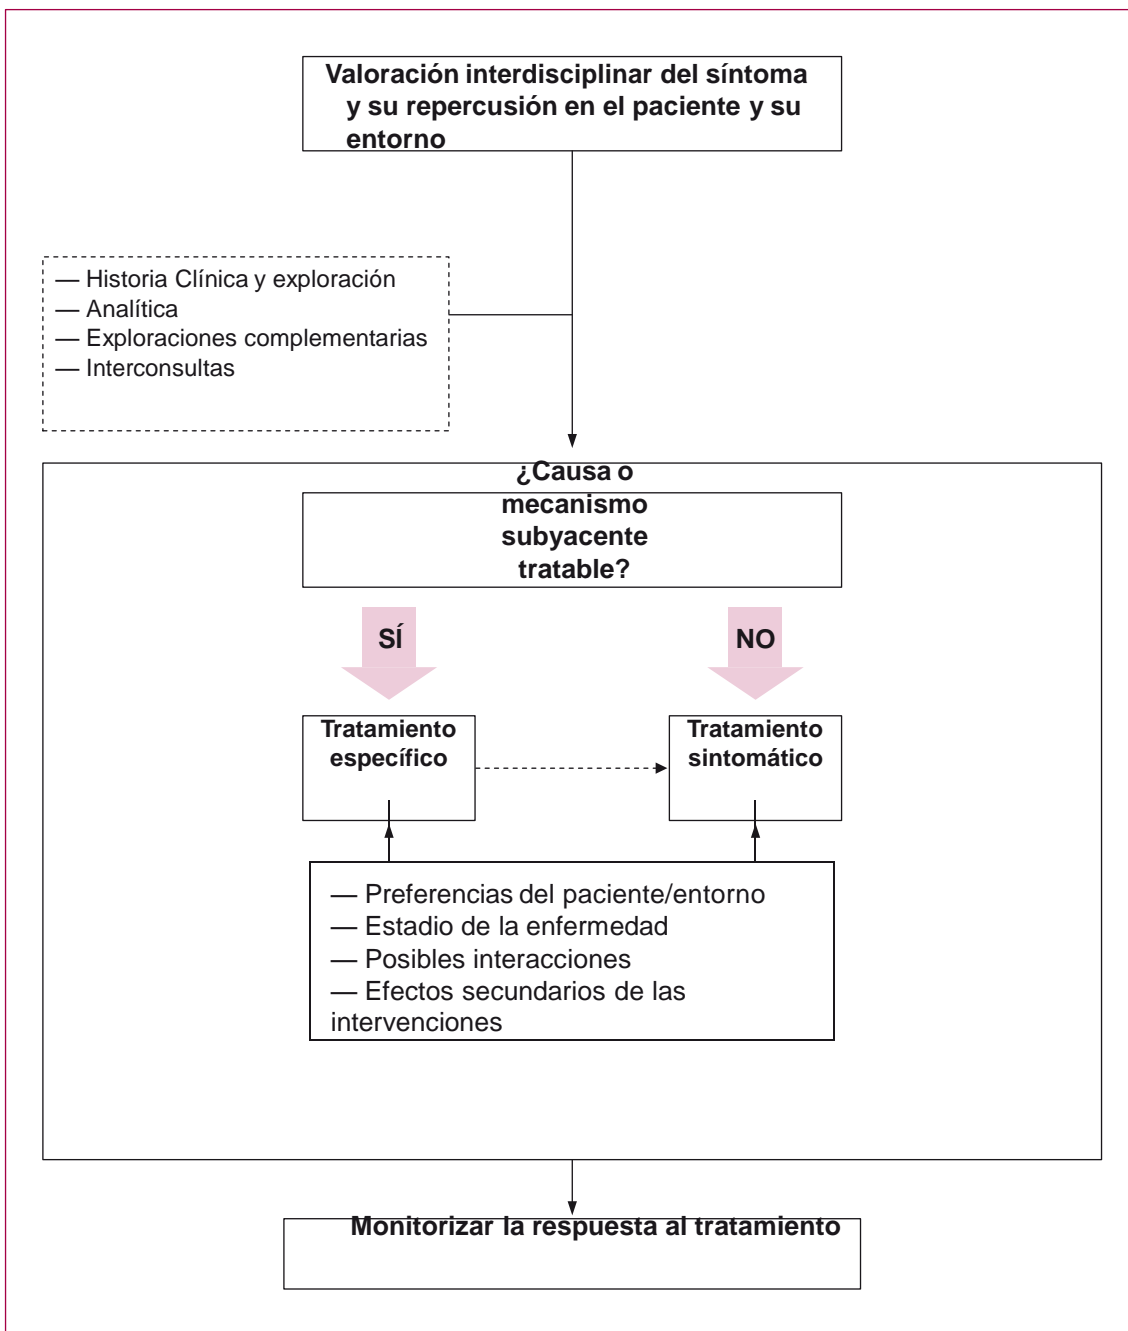 Valoración interdisciplinar del síntoma
y su repercusión en el paciente y su
entorno
— Historia Clínica y exploración
— Analítica
— Exploraciones complementarias
— Interconsultas
¿Causa o
mecanismo
subyacente
tratable?
SÍ
NO
Tratamiento
específico
Tratamiento
sintomático
— Preferencias del paciente/entorno
— Estadio de la enfermedad
— Posibles interacciones
— Efectos secundarios de las
intervenciones
Monitorizar la respuesta al tratamiento